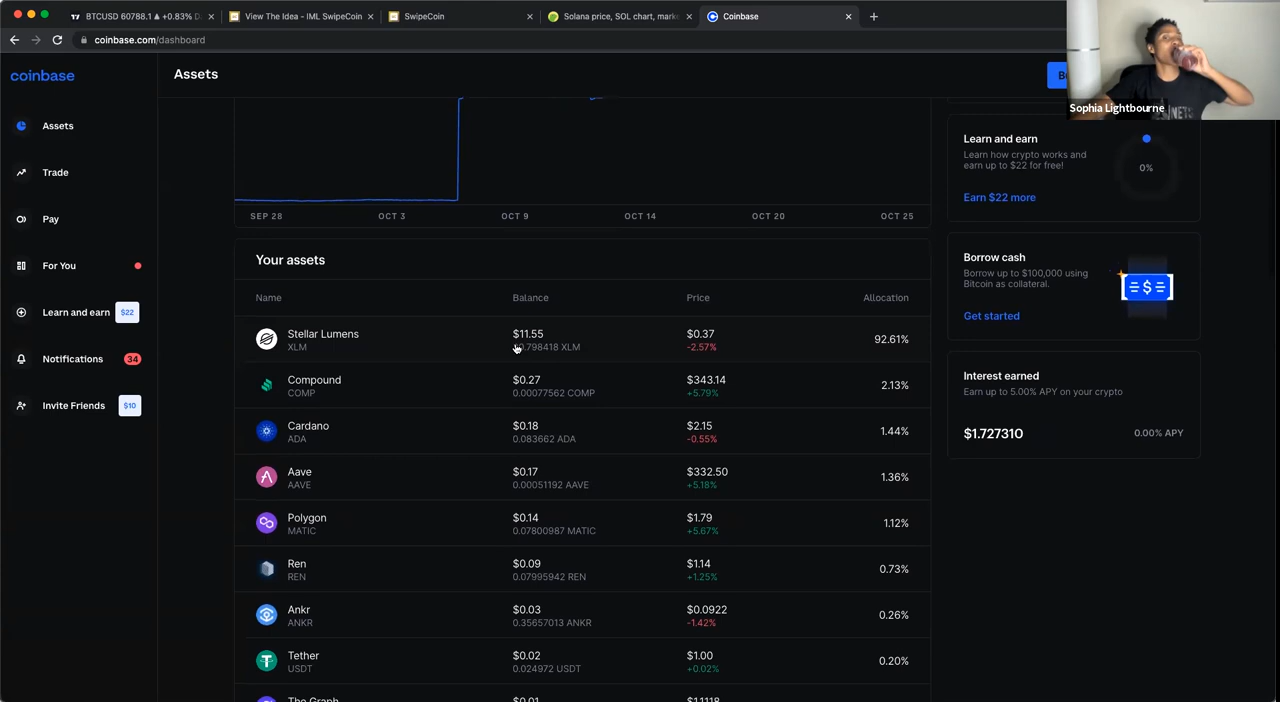 BTCUSD 60788.1 ▲ +0.83%
View The Idea - IML SwipeCoin
SwipeCoin
Solana price, SOL chart, mark
Coinbase
coinbase.com/dashboard
coinbase
Assets
Trade
Pay
For You
Learn and earn $22
Notifications 34
Invite Friends $10
Assets
SEP 28 OCT 3 OCT 9 OCT 14 OCT 20 OCT 25
Your assets
Name Balance Price Allocation
Stellar Lumens $11.55 $0.37 92.61%
XLM XLM -2.57%
Compound $0.27 $343.14 2.13%
COMP 0.00077562 COMP +5.79%
Cardano $0.18 $2.15 1.44%
ADA 0.083662 ADA -0.55%
Aave $0.17 $332.50 1.36%
AAVE 0.00051192 AAVE +5.18%
Polygon $0.14 $1.79 1.12%
MATIC 0.07800987 MATIC +5.67%
Ren $0.09 $1.14 0.73%
REN 0.07995942 REN +1.25%
Ankr $0.03 $0.0922 0.26%
ANKR 0.35657013 ANKR -1.42%
Tether $0.02 $1.00 0.20%
USDT 0.024972 USDT +0.02%
Sophia Lightbourne
Learn and earn
Learn how crypto works and
earn up to $22 for free!
0%
Earn $22 more
Borrow cash
Borrow up to $100,000 using
Bitcoin as collateral.
Get started
Interest earned
Earn up to 5.00% APY on your crypto
$1.727310 0.00% APY